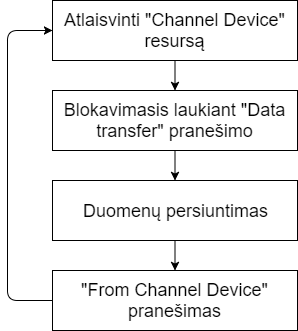 Atlaisvinti "Channel Device"
resursą
Blokavimasis laukiant "Data
transfer" pranešimo
Duomenų persiuntimas
"From Channel Device"
pranešimas